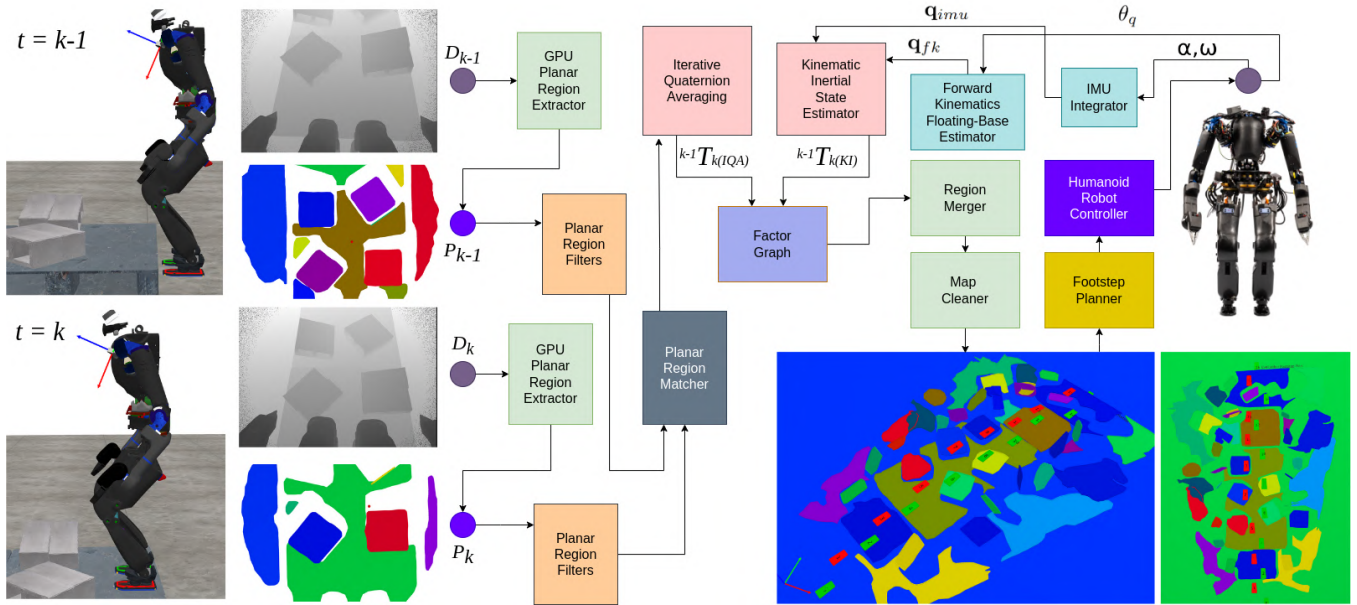 t = k-1
D_{k-1}
GPU
Planar
Region
Extractor
P_{k-1}
Planar
Region
Filters
t = k
D_k
GPU
Planar
Region
Extractor
P_k
Planar
Region
Filters
Iterative
Quaternion
Averaging
Planar
Region
Matcher
Kinematic
Inertial
State
Estimator
^{k-1}T_{k(IQA)}
^{k-1}T_{k(KI)}
Factor
Graph
q_{imu}
q_{fk}
θ_q
α,ω
Forward
Kinematics
Floating-Base
Estimator
IMU
Integrator
Region
Merger
Map
Cleaner
Humanoid
Robot
Controller
Footstep
Planner